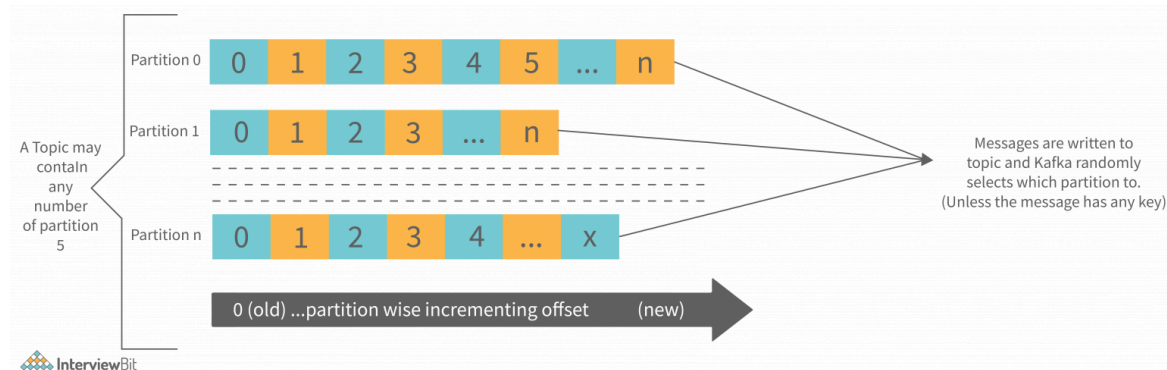 A Topic may
contaIn
any
number
of partition
5
Partition 0
0 1 2 3 4 5 ... n
Partition 1
0 1 2 3 ... n
Partition n
0 1 2 3 4 ... x
0 (old) ...partition wise incrementing offset (new)
Messages are written to
topic and Kafka randomly
selects which partition to.
(Unless the message has any key)
InterviewBit